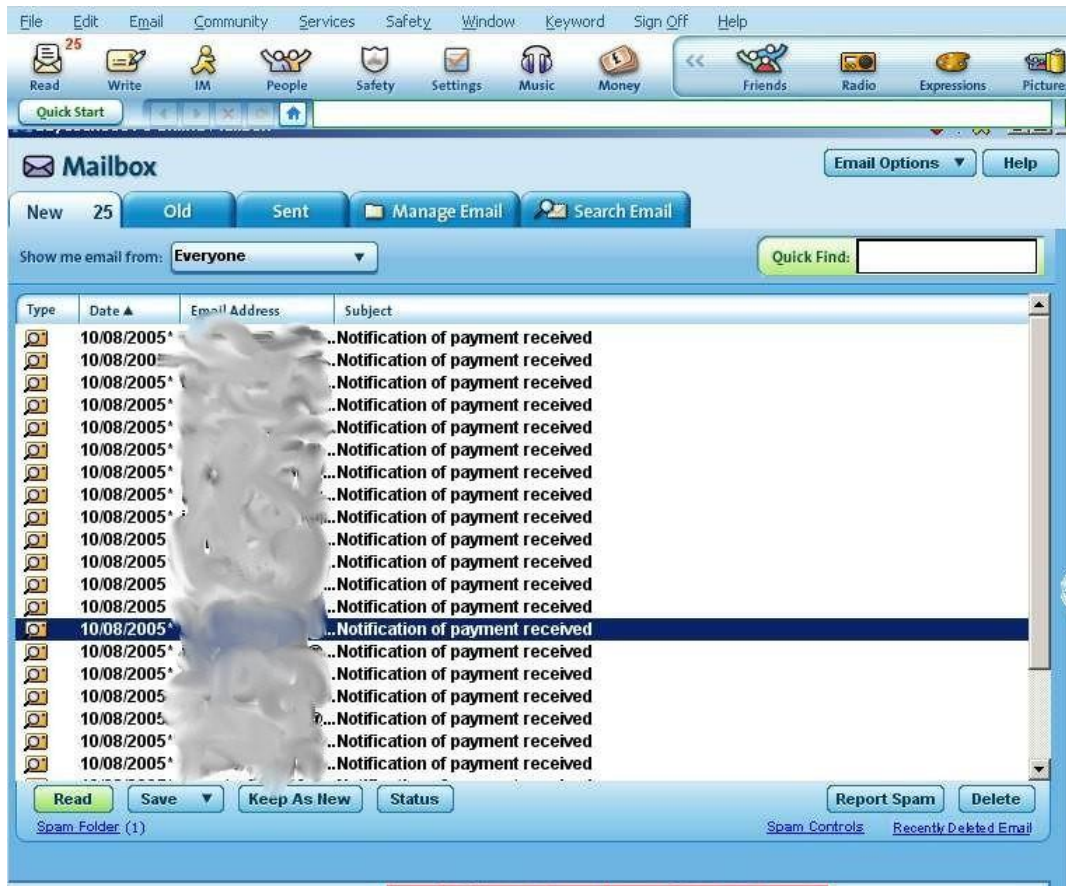 File Edit Email Community Services Safety Window Keyword Sign Off Help
25
Read Write IM People Safety Settings Music Money << Friends Radio Expressions Picture
Quick Start
Mailbox
Email Options Help
New 25 Old Sent Manage Email Search Email
Show me email from: Everyone Quick Find:
Type Date Email Address Subject
10/08/2005* ...Notification of payment received
10/08/200 .Notification of payment received
10/08/2005* .Notification of payment received
10/08/2005* .Notification of payment received
10/08/2005* .Notification of payment received
10/08/2005* ..Notification of payment received
10/08/2005* ...Notification of payment received
10/08/2005* ..Notification of payment received
10/08/2005* ...Notification of payment received
10/08/2005 ..Notification of payment received
10/08/2005 .Notification of payment received
10/08/2005 ...Notification of payment received
10/08/2005 ..Notification of payment received
10/08/2005* ...Notification of payment received
10/08/2005* ...Notification of payment received
10/08/2005* .Notification of payment received
10/08/2005 .Notification of payment received
10/08/2005 ...Notification of payment received
10/08/2005* ..Notification of payment received
10/08/2005* ..Notification of payment received
Read Save Keep As New Status Report Spam Delete
Spam Folder (1) Spam Controls Recently Deleted Email